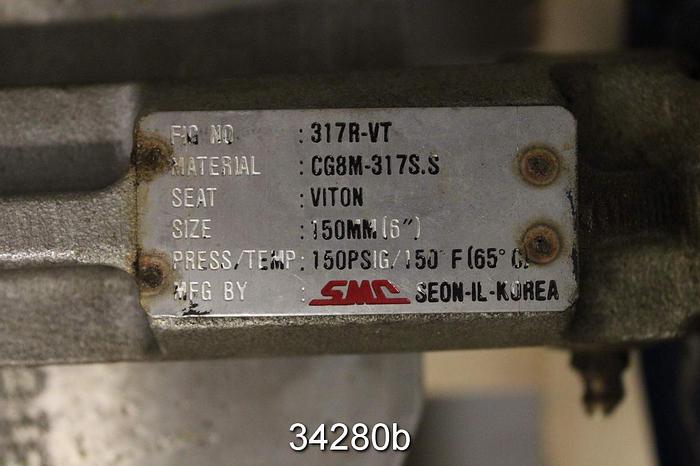 FIG NO : 317R-VT
MATERIAL : CG8M-317S.S
SEAT : VITON
SIZE : 150MM(6")
PRESS/TEMP : 150PSIG/150°F(65°C)
MFG BY : SMC SEON-IL-KOREA
34280b